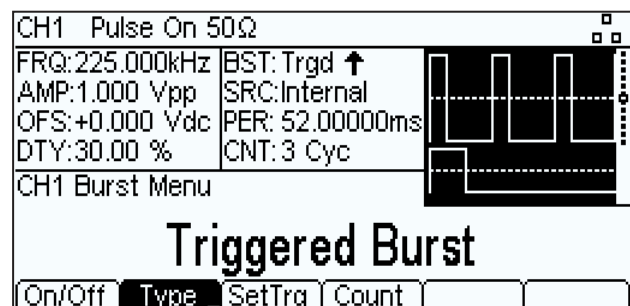 CH1 Pulse On 50Ω
FRQ:225.000kHz BST: Trgd ↑
AMP:1.000 Vpp SRC:Internal
OFS:+0.000 Vdc PER: 52.00000ms
DTY:30.00 % CNT: 3 Cyc
CH1 Burst Menu
Triggered Burst
On/Off Type SetTrg Count